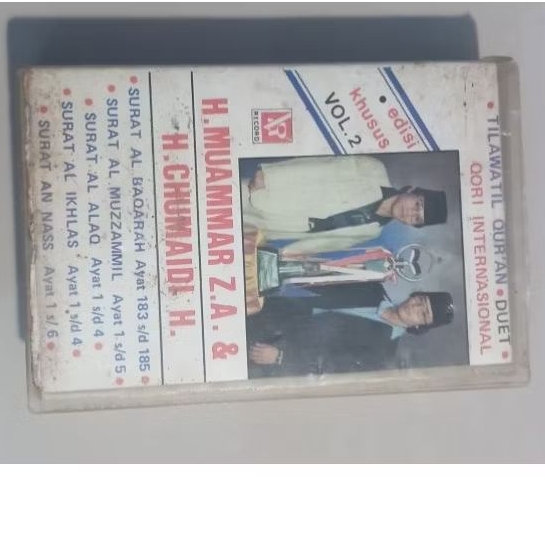 • TILAWATIL QUR'AN • DUET •
QORI INTERNASIONAL
• edisi
khusus
VOL. 2
AR
RECORD
H. MUAMMAR Z.A. &
H. CHUMAIDI H.
• SURAT AL BAQARAH Ayat 183 s/d 185 •
• SURAT AL MUZZAMMIL Ayat 1 s/d 5 •
• SURAT AL ALAQ Ayat 1 s/d 4 •
• SURAT AL IKHLAS Ayat 1 s/d 4 •
• SURAT AN NASS Ayat 1 s/ 6 •